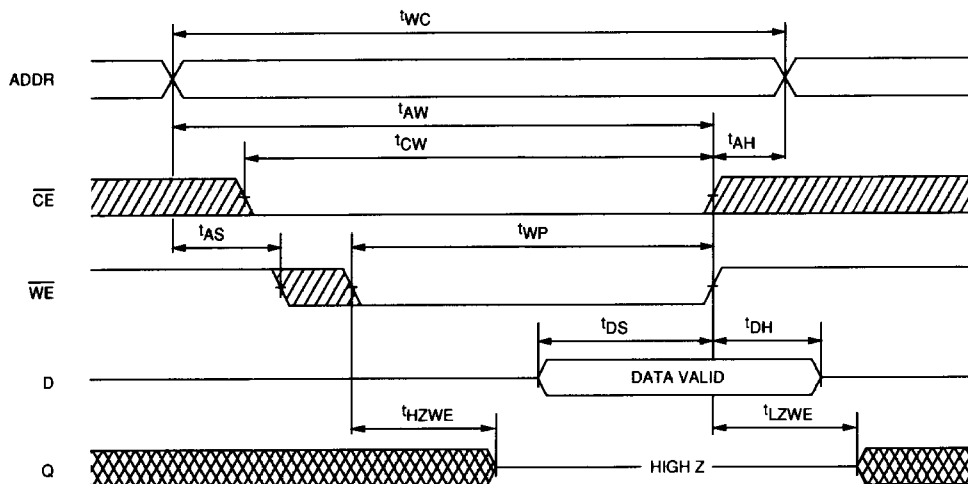 tWC
ADDR
tAW
tCW
tAH
CE
tAS
tWP
WE
tDS
tDH
D
DATA VALID
tHZWE
tLZWE
Q
HIGH Z